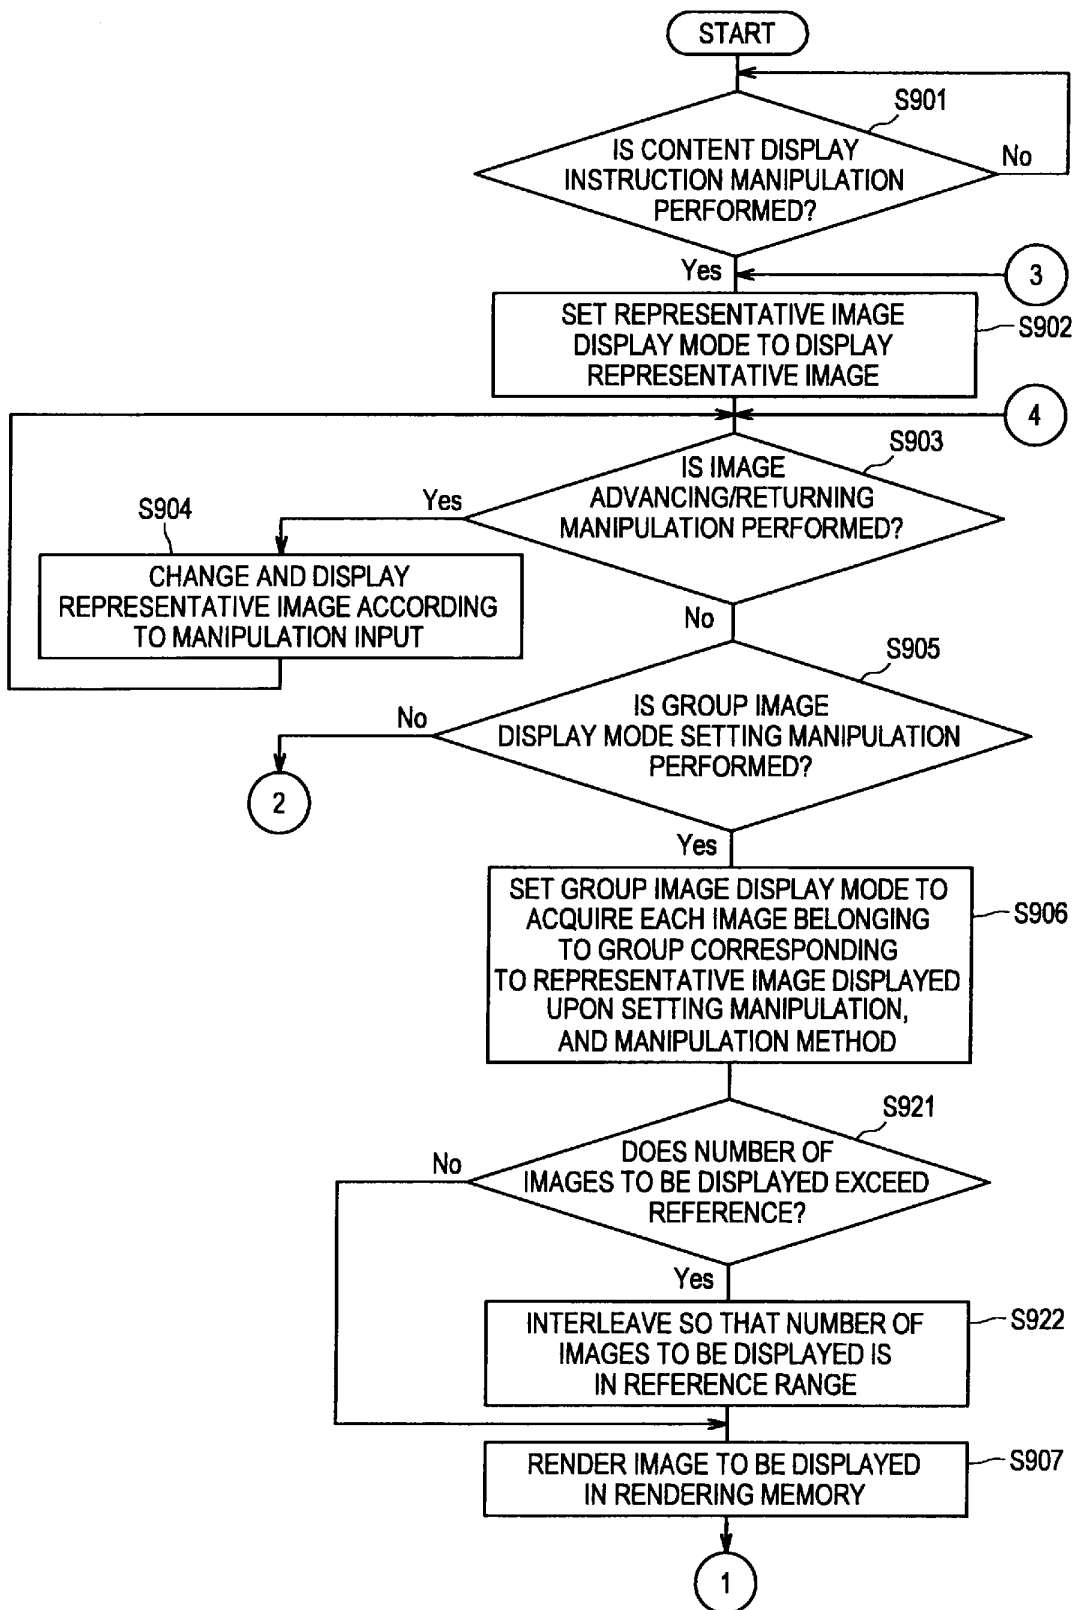 START
S901
IS CONTENT DISPLAY
INSTRUCTION MANIPULATION
PERFORMED?
No
Yes
3
SET REPRESENTATIVE IMAGE
DISPLAY MODE TO DISPLAY
REPRESENTATIVE IMAGE
S902
4
S903
IS IMAGE
ADVANCING/RETURNING
MANIPULATION PERFORMED?
Yes
S904
CHANGE AND DISPLAY
REPRESENTATIVE IMAGE ACCORDING
TO MANIPULATION INPUT
No
S905
IS GROUP IMAGE
DISPLAY MODE SETTING MANIPULATION
PERFORMED?
No
2
Yes
SET GROUP IMAGE DISPLAY MODE TO
ACQUIRE EACH IMAGE BELONGING
TO GROUP CORRESPONDING
TO REPRESENTATIVE IMAGE DISPLAYED
UPON SETTING MANIPULATION,
AND MANIPULATION METHOD
S906
S921
DOES NUMBER OF
IMAGES TO BE DISPLAYED EXCEED
REFERENCE?
No
Yes
INTERLEAVE SO THAT NUMBER OF
IMAGES TO BE DISPLAYED IS
IN REFERENCE RANGE
S922
RENDER IMAGE TO BE DISPLAYED
IN RENDERING MEMORY
S907
1